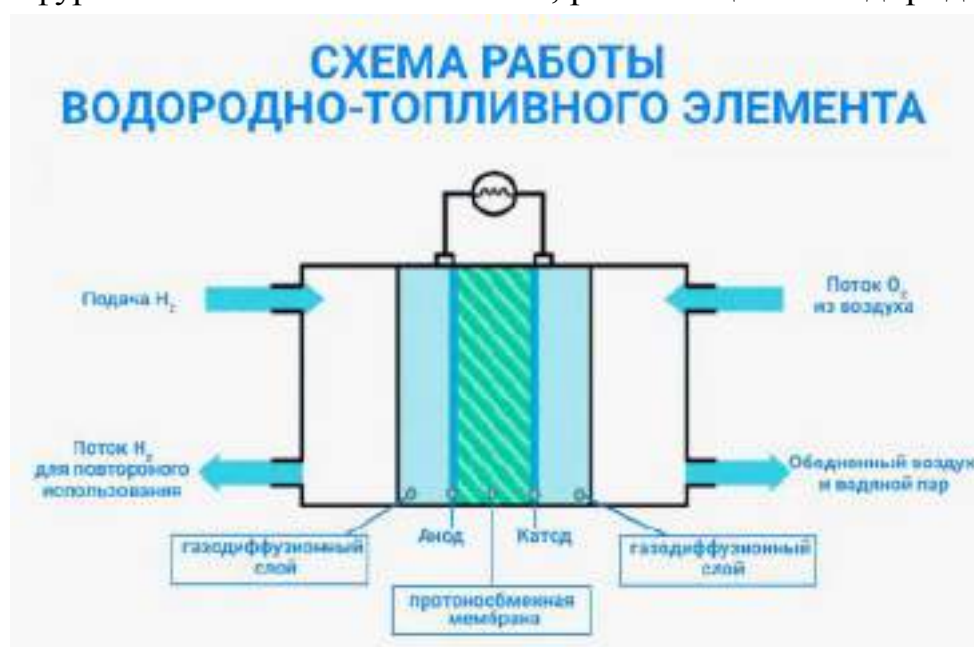 СХЕМА РАБОТЫ
ВОДОРОДНО-ТОПЛИВНОГО ЭЛЕМЕНТА
Подача H₂
Поток O₂
из воздуха
Поток H₂
для повторного
использования
Обедненный воздух
и водяной пар
газодиффузионный
слой
Анод
Катод
газодиффузионный
слой
протонообменная
мембрана